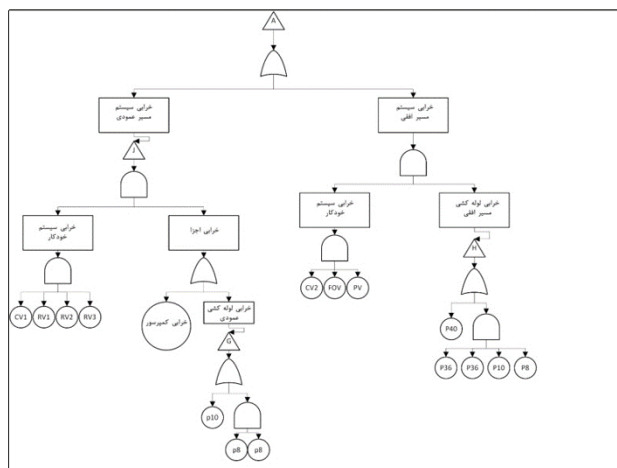 A
خرابی سیستم
مسیر عمودی
خرابی سیستم
مسیر افقی
J
خرابی سیستم
خودکار
خرابی اجزا
خرابی سیستم
خودکار
خرابی لوله کشی
مسیر افقی
H
CV1
RV1
RV2
RV3
خرابی کمپرسور
خرابی لوله کشی
عمودی
CV2
FOV
PV
G
P40
P36
P36
P10
P8
p10
p8
p8